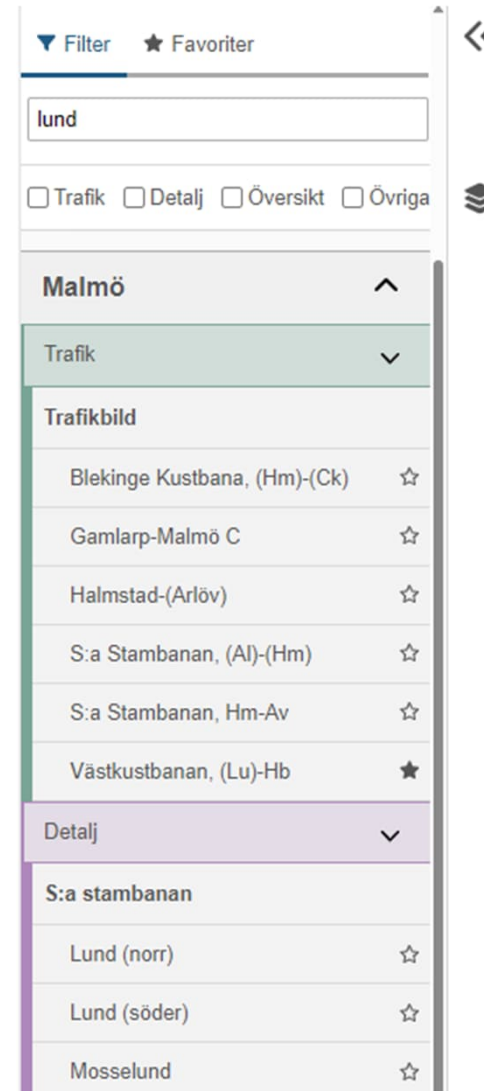 Filter Favoriter
lund
Trafik Detalj Översikt Övriga
Malmö
Trafik
Trafikbild
Blekinge Kustbana, (Hm)-(Ck)
Gamlarp-Malmö C
Halmstad-(Arlöv)
S:a Stambanan, (Al)-(Hm)
S:a Stambanan, Hm-Av
Västkustbanan, (Lu)-Hb
Detalj
S:a stambanan
Lund (norr)
Lund (söder)
Mosselund